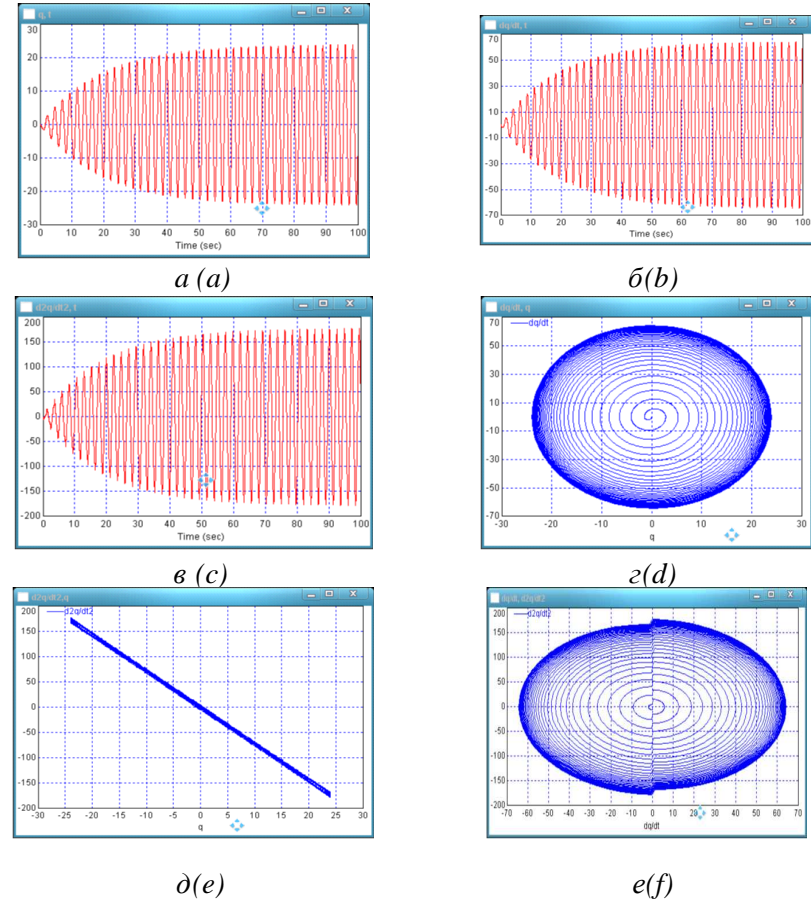 q, t
30
20
10
0
-10
-20
-30
0 10 20 30 40 50 60 70 80 90 100
Time (sec)
а (a)
dq/dt, t
70
50
30
10
-10
-30
-50
-70
0 10 20 30 40 50 60 70 80 90 100
Time (sec)
б(b)
d2q/dt2, t
200
150
100
50
0
-50
-100
-150
-200
0 10 20 30 40 50 60 70 80 90 100
Time (sec)
в (c)
dq/dt, q
dq/dt
70
50
30
10
-10
-30
-50
-70
-30 -20 -10 0 10 20 30
q
г(d)
d2q/dt2,q
d2q/dt2
200
150
100
50
0
-50
-100
-150
-200
-30 -25 -20 -15 -10 -5 0 5 10 15 20 25 30
q
д(e)
dq/dt, d2q/dt2
d2q/dt2
200
150
100
50
0
-50
-100
-150
-200
-70 -60 -50 -40 -30 -20 -10 0 10 20 30 40 50 60 70
dq/dt
е(f)